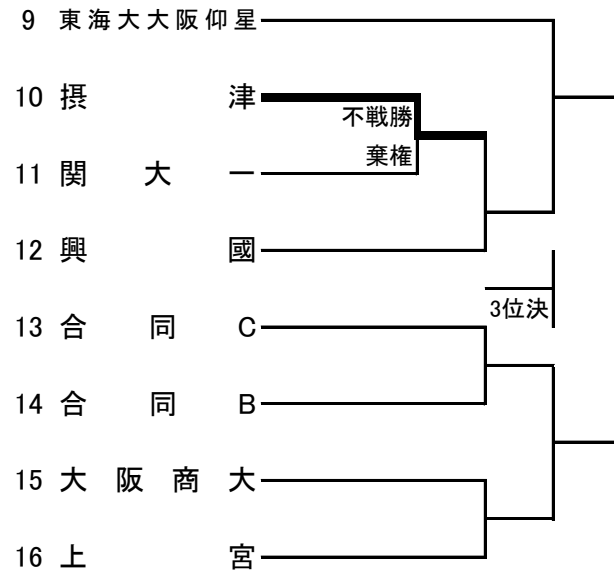 9 東海大大阪仰星
10 摂津
不戦勝
棄権
11 関大一
12 興國
3位決
13 合同C
14 合同B
15 大阪商大
16 上宮